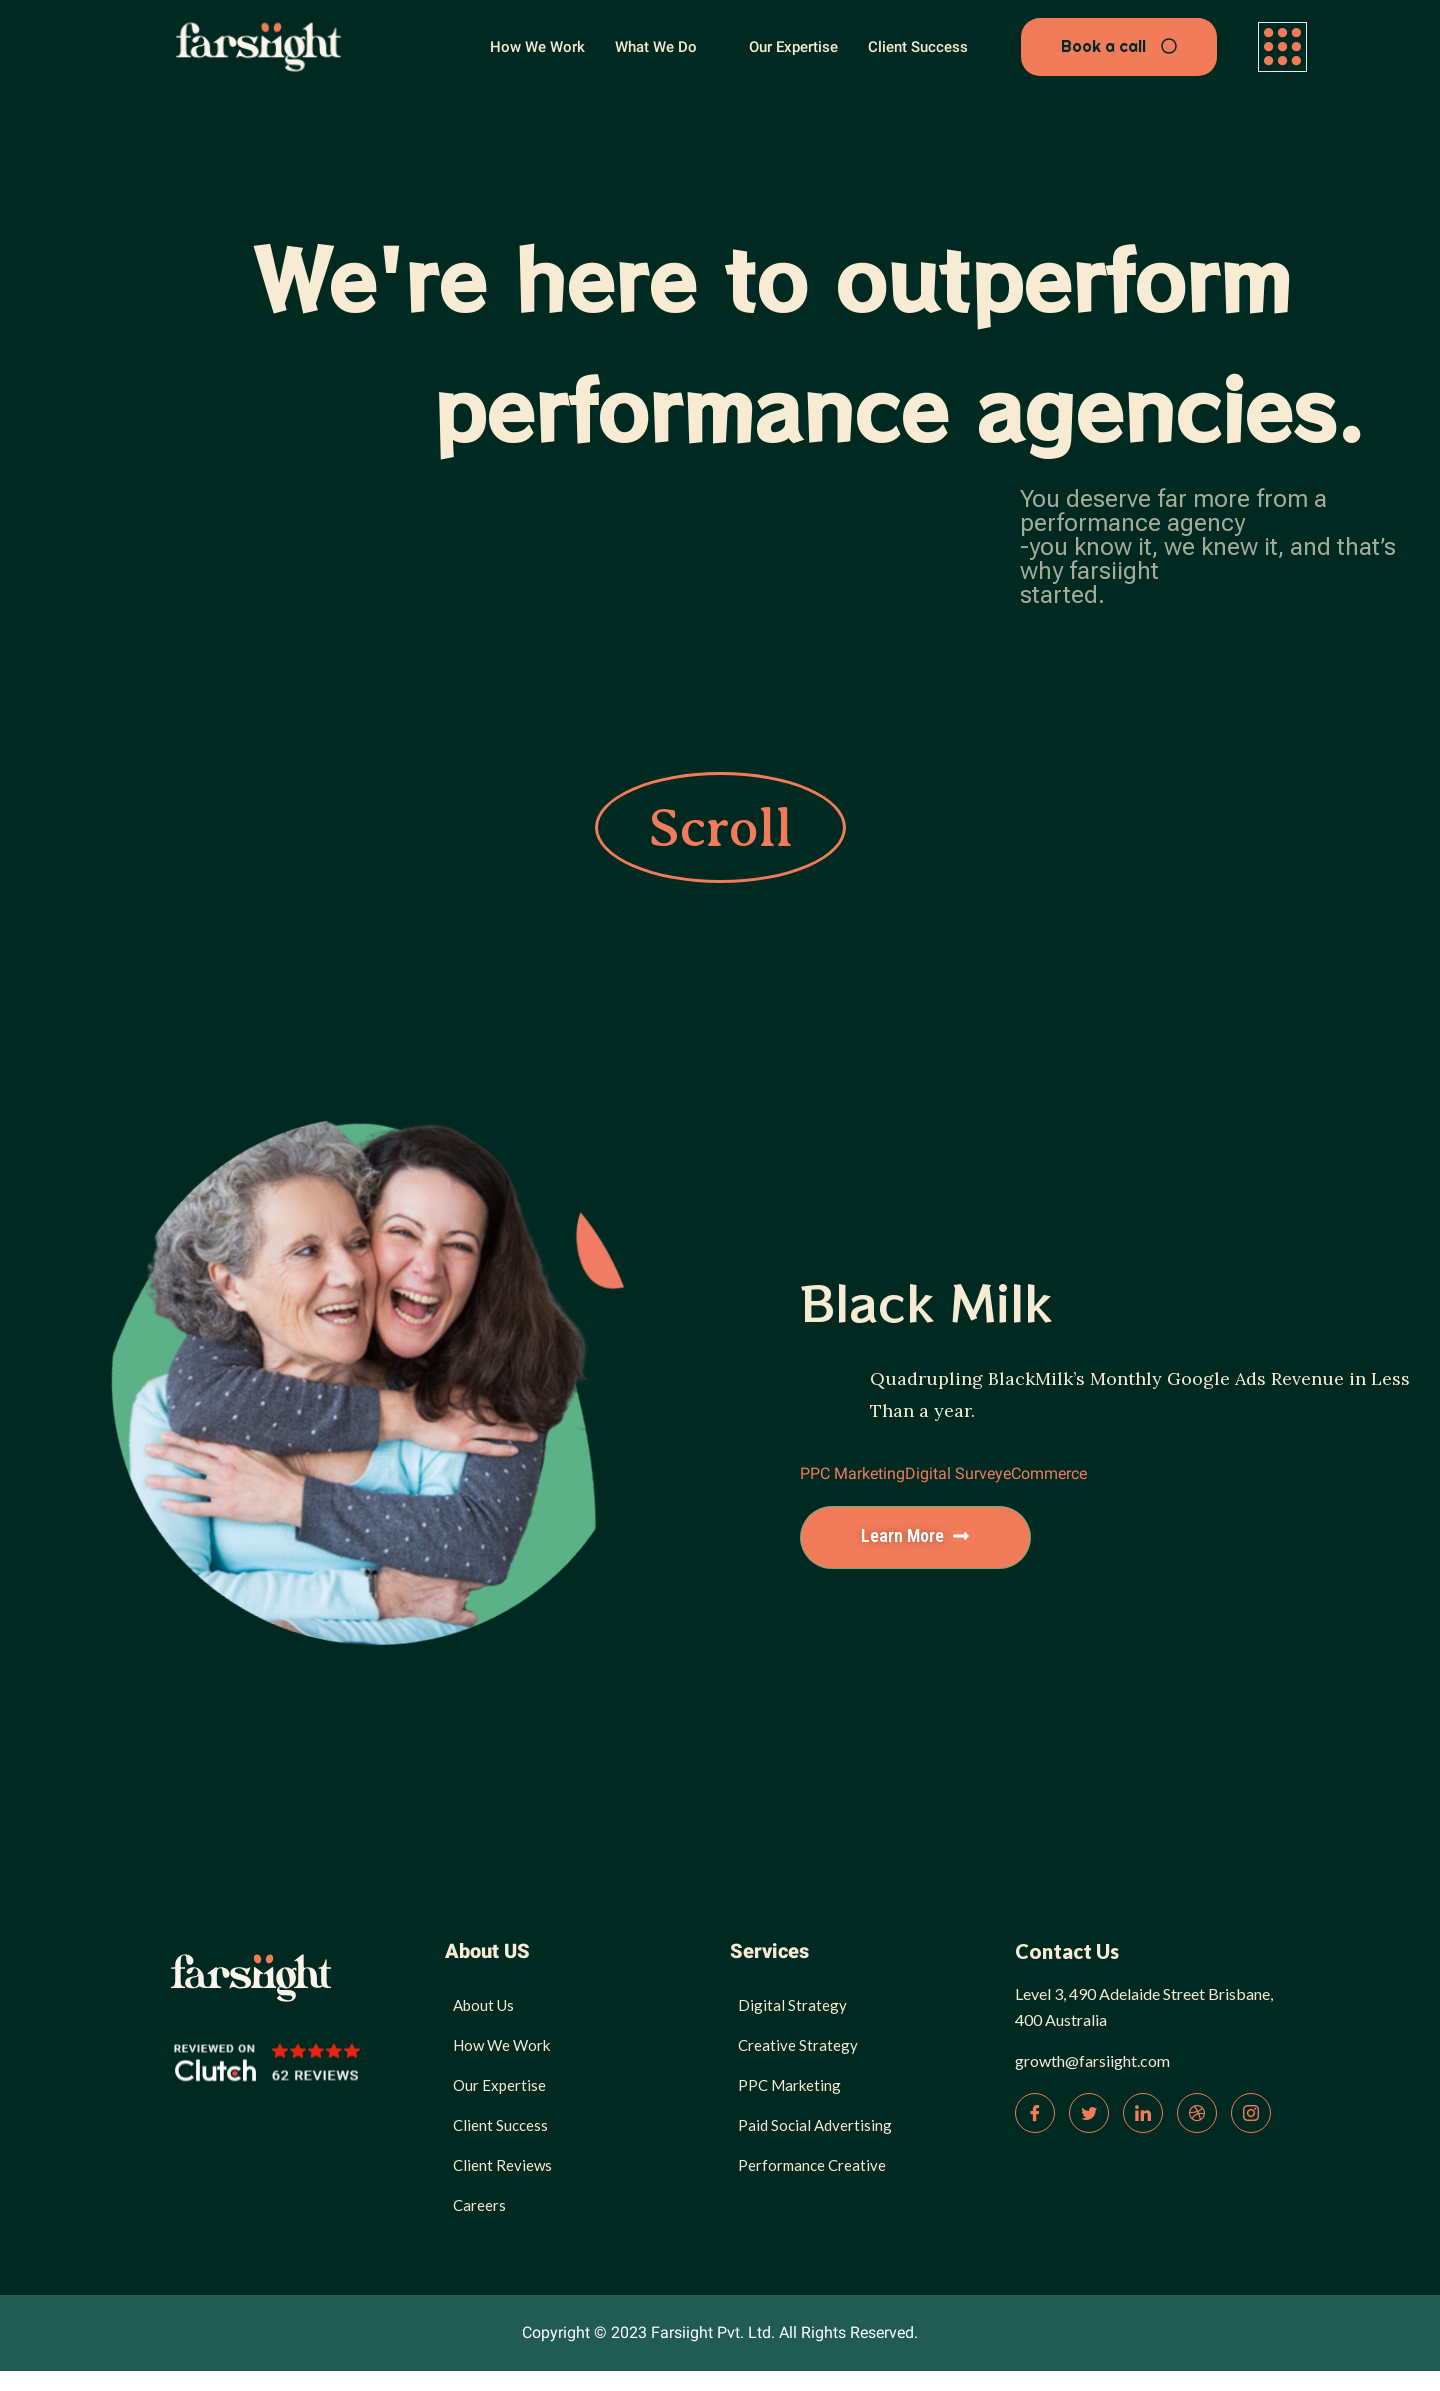 farsiight
How We Work
What We Do
Our Expertise
Client Success
Book a call
We're here to outperform
performance agencies.
You deserve far more from a
performance agency
-you know it, we knew it, and that’s
why farsiight
started.
Scroll
Black Milk
Quadrupling BlackMilk’s Monthly Google Ads Revenue in Less
Than a year.
PPC MarketingDigital SurveyeCommerce
Learn More
farsiight
REVIEWED ON
Clutch
62 REVIEWS
About US
About Us
How We Work
Our Expertise
Client Success
Client Reviews
Careers
Services
Digital Strategy
Creative Strategy
PPC Marketing
Paid Social Advertising
Performance Creative
Contact Us
Level 3, 490 Adelaide Street Brisbane,
400 Australia
growth@farsiight.com
Copyright © 2023 Farsiight Pvt. Ltd. All Rights Reserved.